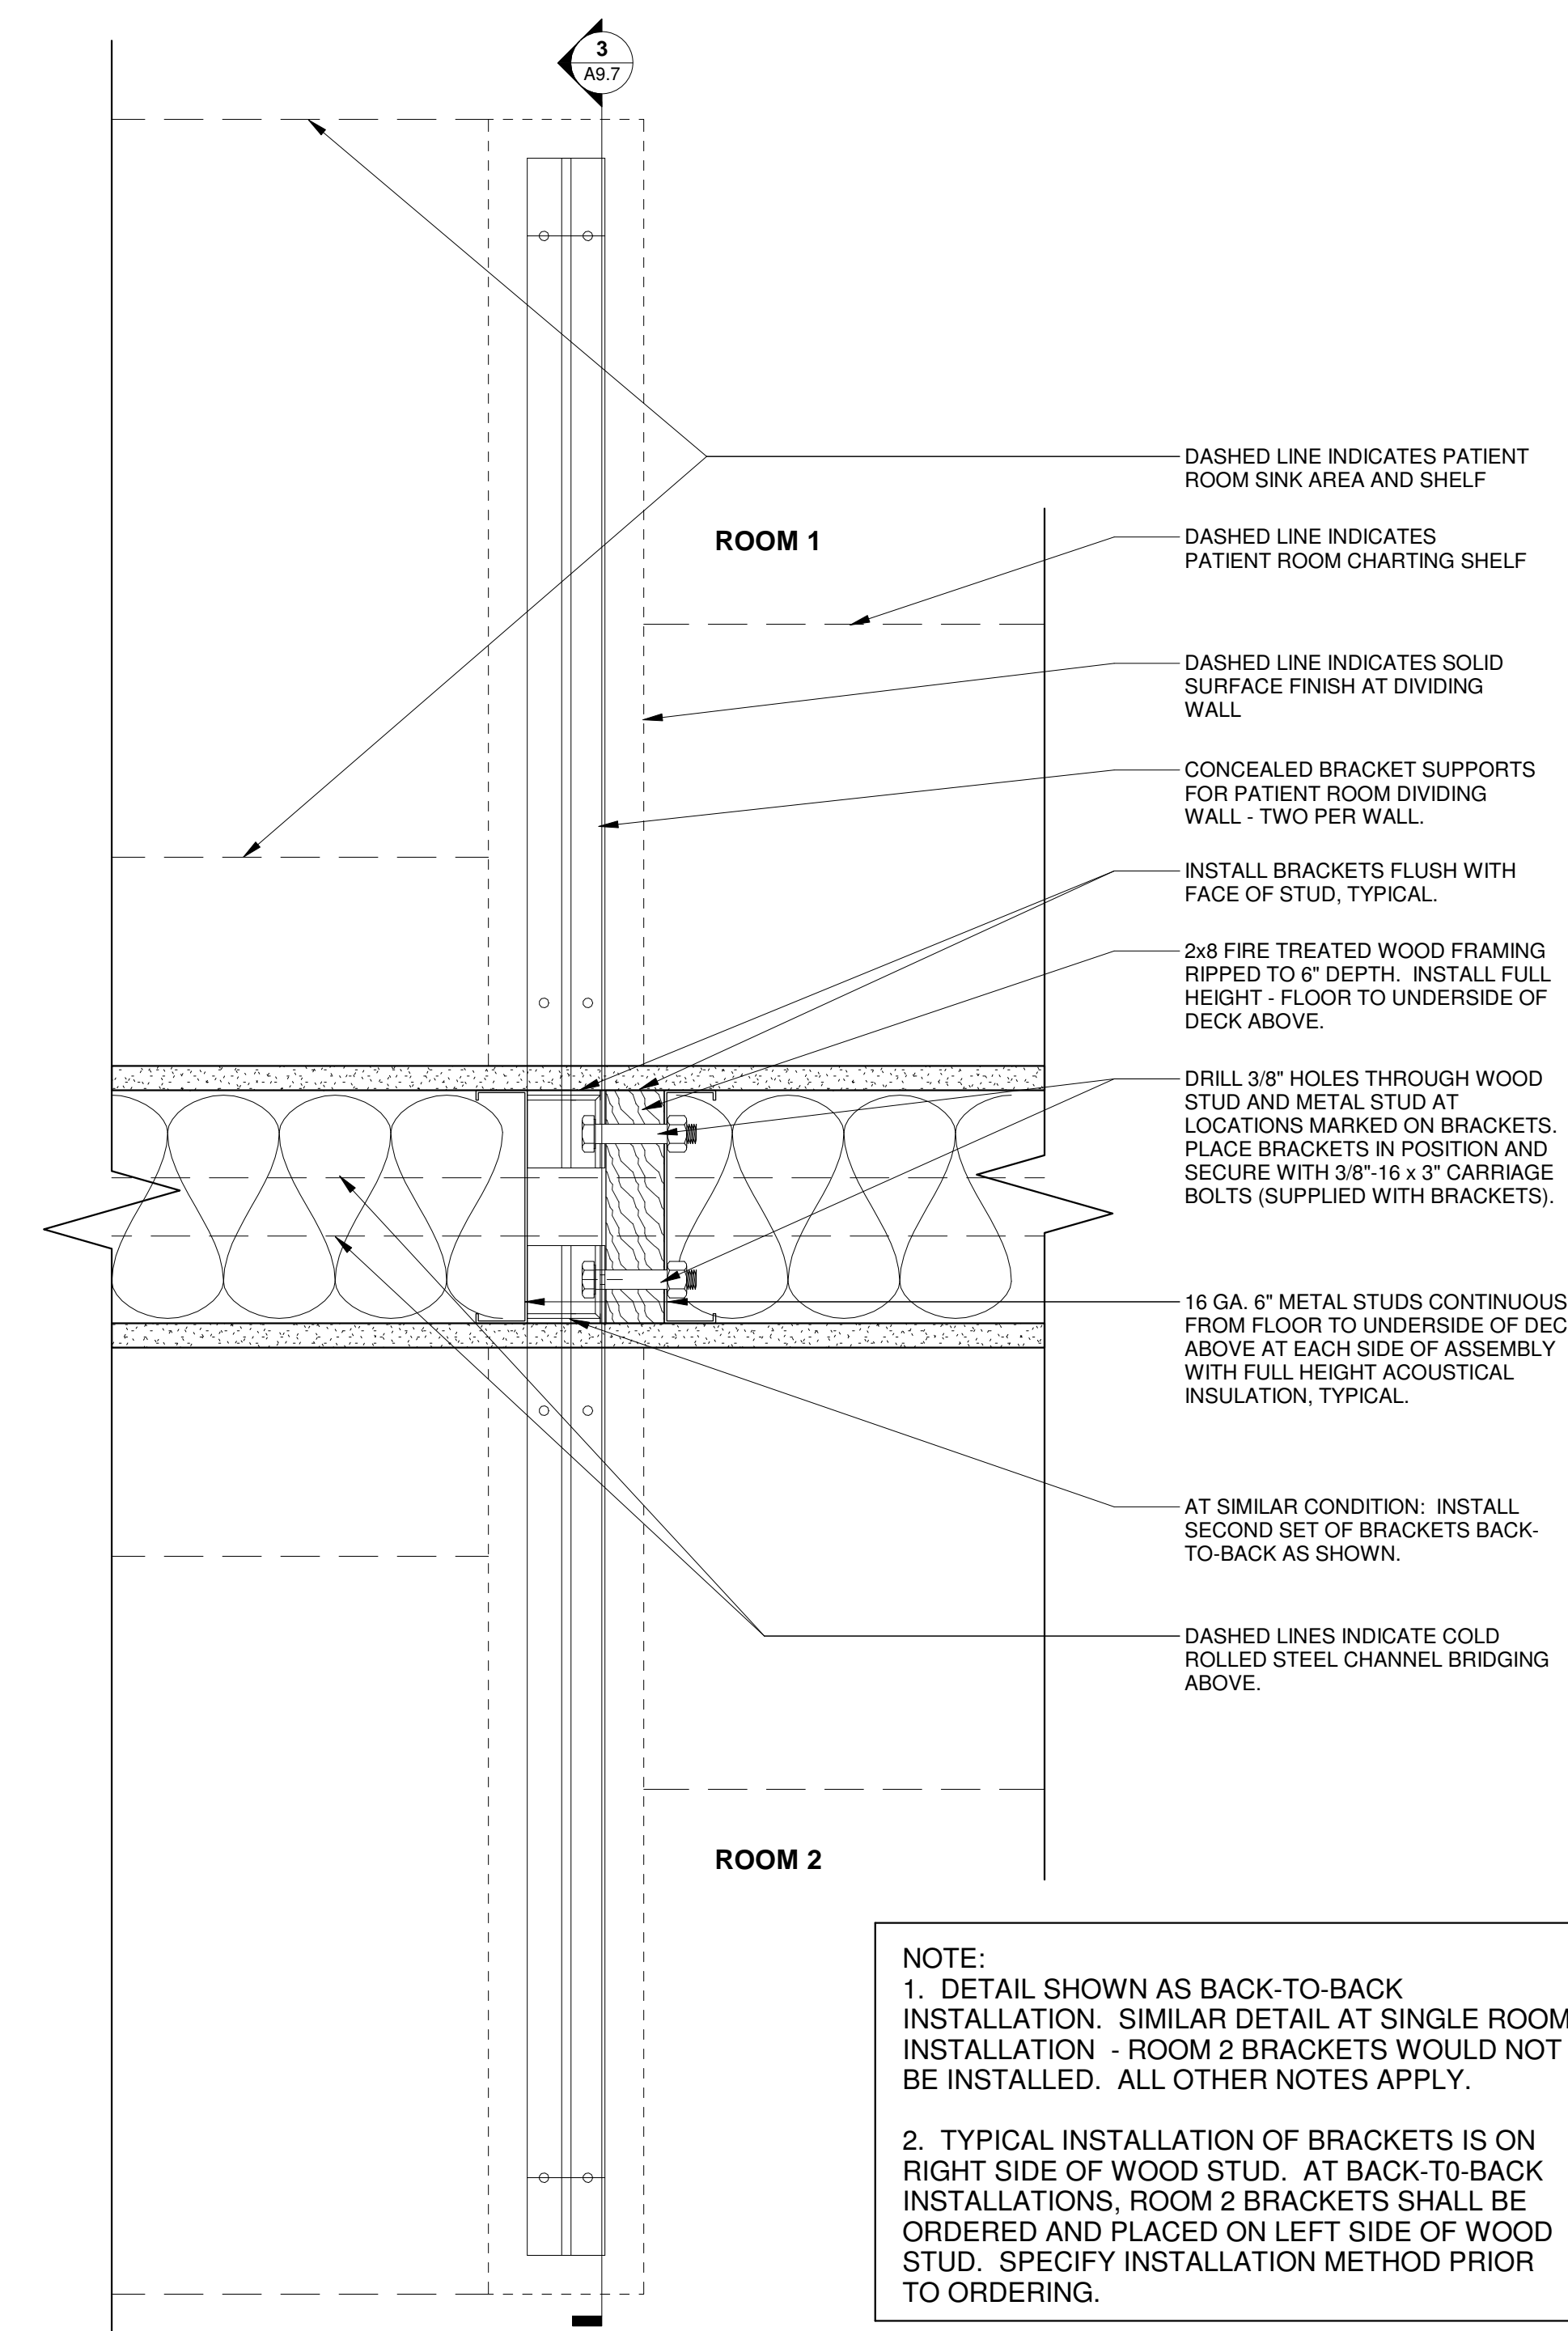 3
A9.7
DASHED LINE INDICATES PATIENT
ROOM SINK AREA AND SHELF
ROOM 1
DASHED LINE INDICATES
PATIENT ROOM CHARTING SHELF
DASHED LINE INDICATES SOLID
SURFACE FINISH AT DIVIDING
WALL
CONCEALED BRACKET SUPPORTS
FOR PATIENT ROOM DIVIDING
WALL - TWO PER WALL.
INSTALL BRACKETS FLUSH WITH
FACE OF STUD, TYPICAL.
2x8 FIRE TREATED WOOD FRAMING
RIPPED TO 6" DEPTH.  INSTALL FULL
HEIGHT - FLOOR TO UNDERSIDE OF
DECK ABOVE.
DRILL 3/8" HOLES THROUGH WOOD
STUD AND METAL STUD AT
LOCATIONS MARKED ON BRACKETS.
PLACE BRACKETS IN POSITION AND
SECURE WITH 3/8"-16 x 3" CARRIAGE
BOLTS (SUPPLIED WITH BRACKETS).
16 GA. 6" METAL STUDS CONTINUOUS
FROM FLOOR TO UNDERSIDE OF DEC
ABOVE AT EACH SIDE OF ASSEMBLY
WITH FULL HEIGHT ACOUSTICAL
INSULATION, TYPICAL.
AT SIMILAR CONDITION:  INSTALL
SECOND SET OF BRACKETS BACK-
TO-BACK AS SHOWN.
DASHED LINES INDICATE COLD
ROLLED STEEL CHANNEL BRIDGING
ABOVE.
ROOM 2
NOTE:
1.  DETAIL SHOWN AS BACK-TO-BACK
INSTALLATION.  SIMILAR DETAIL AT SINGLE ROOM
INSTALLATION  - ROOM 2 BRACKETS WOULD NOT
BE INSTALLED.  ALL OTHER NOTES APPLY.
2.  TYPICAL INSTALLATION OF BRACKETS IS ON
RIGHT SIDE OF WOOD STUD.  AT BACK-T0-BACK
INSTALLATIONS, ROOM 2 BRACKETS SHALL BE
ORDERED AND PLACED ON LEFT SIDE OF WOOD
STUD.  SPECIFY INSTALLATION METHOD PRIOR
TO ORDERING.